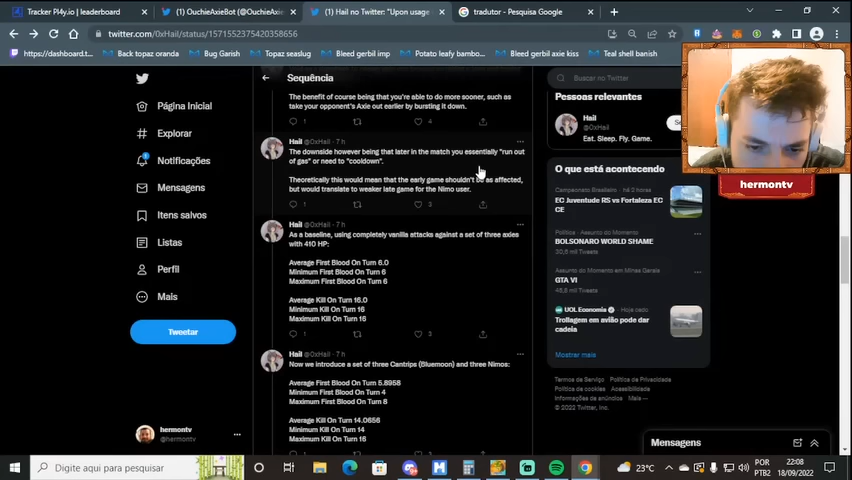 Tracker Pl4y.io | leaderboard
(1) OuchieAxieBot (@OuchieAxi
Hail no Twitter: "Upon usage
tradutor - Pesquisa Google
twitter.com/0xHail/status/1571552375420358656
https://dashboard.t...
Back topaz oranda
Bug Garish
Topaz seaslug
Bleed gerbil imp
Potato leafy bambo...
Bleed gerbil axie kiss
Teal shell banish
Página Inicial
Explorar
Notificações
Mensagens
Itens salvos
Listas
Perfil
Mais
Tweetar
hermontv
@hermontv
Sequência
The benefit of course being that you're able to do more sooner, such as
take your opponent's Axie out earlier by bursting it down.
1
4
Hail @0xHail · 7 h
The downside however being that later in the match you essentially "run out
of gas" or need to "cooldown".
Theoretically this would mean that the early game shouldn't be as affected,
but would translate to weaker late game for the Nimo user.
1
3
Hail @0xHail · 7 h
As a baseline, using completely vanilla attacks against a set of three axies
with 410 HP:
Average First Blood On Turn 6.0
Minimum First Blood On Turn 6
Maximum First Blood On Turn 6
Average Kill On Turn 16.0
Minimum Kill On Turn 16
Maximum Kill On Turn 16
1
3
Hail @0xHail · 7 h
Now we introduce a set of three Cantrips (Bluemoon) and three Nimos:
Average First Blood On Turn 5.8958
Minimum First Blood On Turn 4
Maximum First Blood On Turn 8
Average Kill On Turn 14.0656
Minimum Kill On Turn 14
Maximum Kill On Turn 16
Buscar no Twitter
Pessoas relevantes
Hail
@0xHail
Eat. Sleep. Fly. Game.
hermontv
O que está acontecendo
Campeonato Brasileiro · há 2 horas
EC Juventude RS vs Fortaleza EC
CE
Política · Assunto do Momento
BOLSONARO WORLD SHAME
Assunto do Momento em Minas Gerais
GTA VI
UOL Economia · Hoje cedo
Trollagem em avião pode dar
cadeia
Mostrar mais
Termos de Serviço Política de Privacidade
Política de cookies Acessibilidade
Informações de anúncios Mais
© 2022 Twitter, Inc.
Mensagens
Digite aqui para pesquisar
23°C
POR
PTB2
22:08
18/09/2022